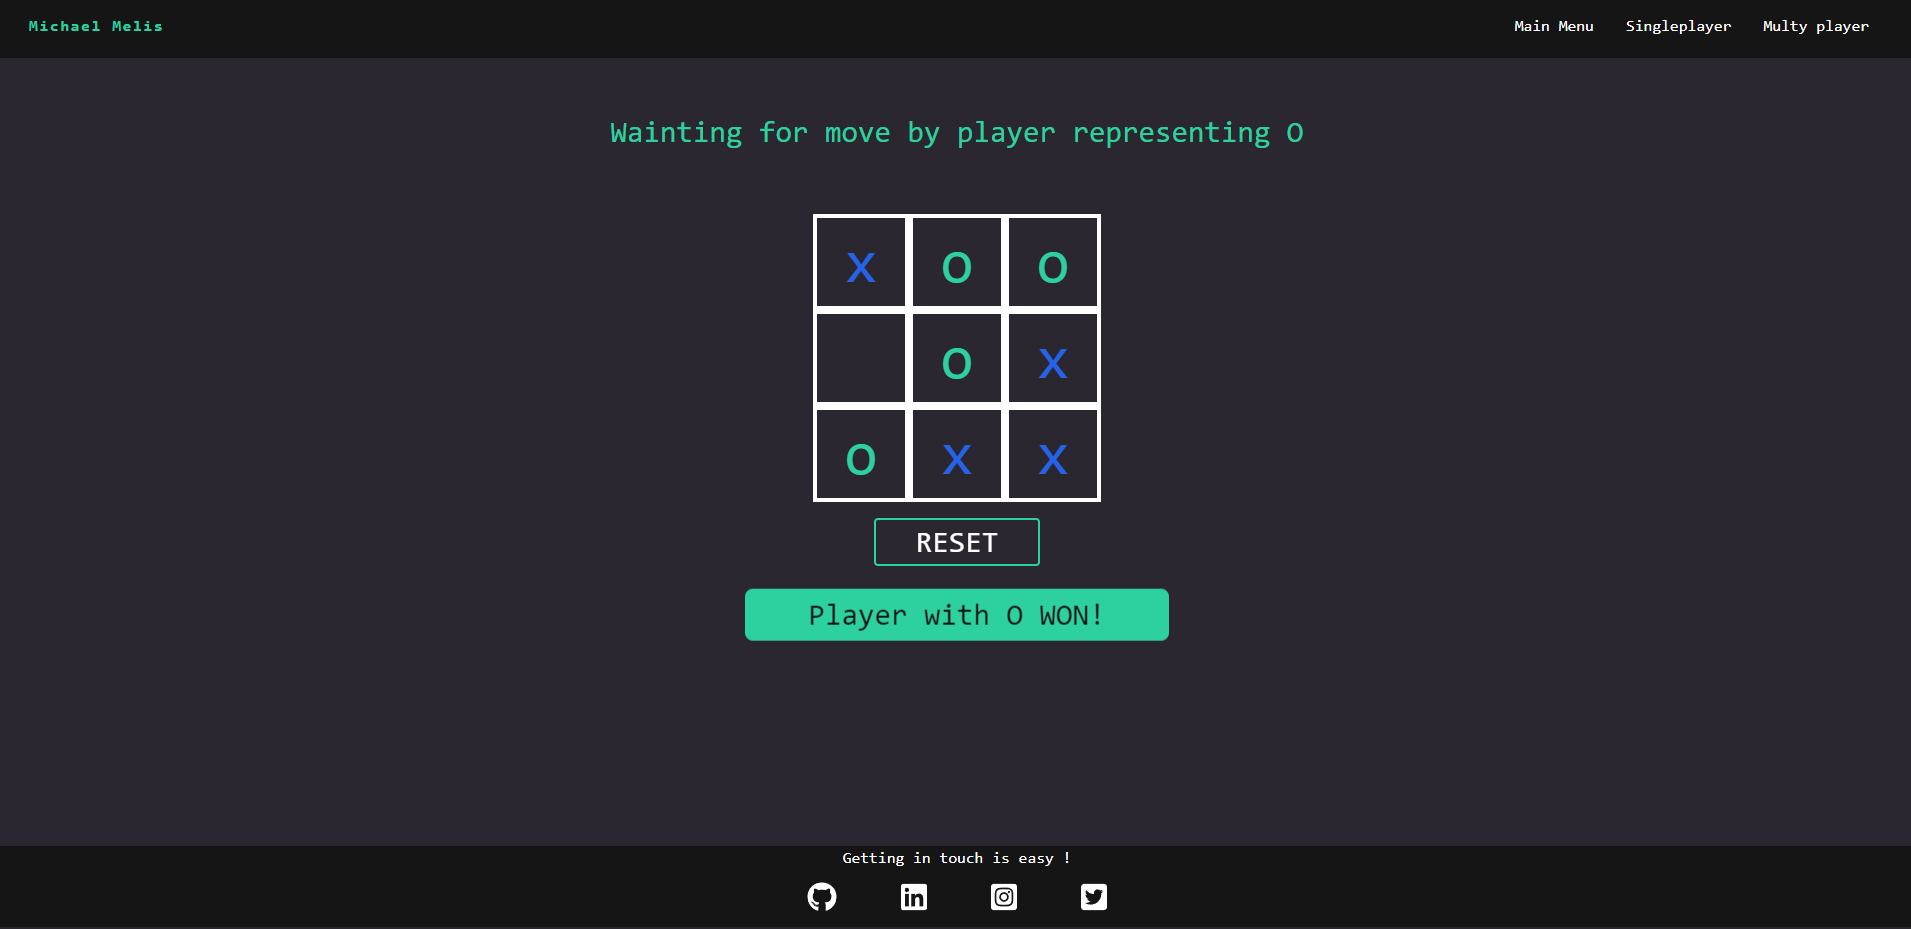 Michael Melis
Main Menu Singleplayer Multy player
Wainting for move by player representing O
X O O
O X
O X X
RESET
Player with O WON!
Getting in touch is easy !
in